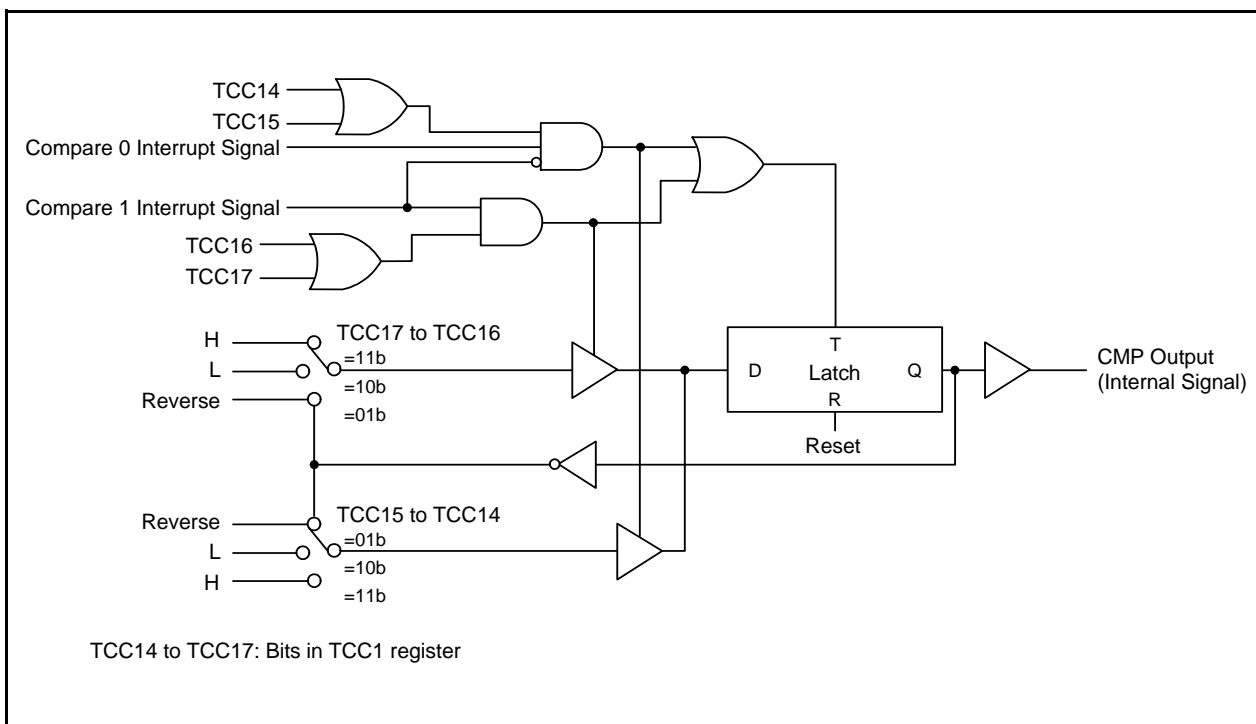 TCC14
TCC15
Compare 0 Interrupt Signal
Compare 1 Interrupt Signal
TCC16
TCC17
H
TCC17 to TCC16
=11b
L
=10b
Reverse
=01b
T
D
Latch
Q
R
Reset
CMP Output
(Internal Signal)
Reverse
TCC15 to TCC14
=01b
L
=10b
H
=11b
TCC14 to TCC17: Bits in TCC1 register